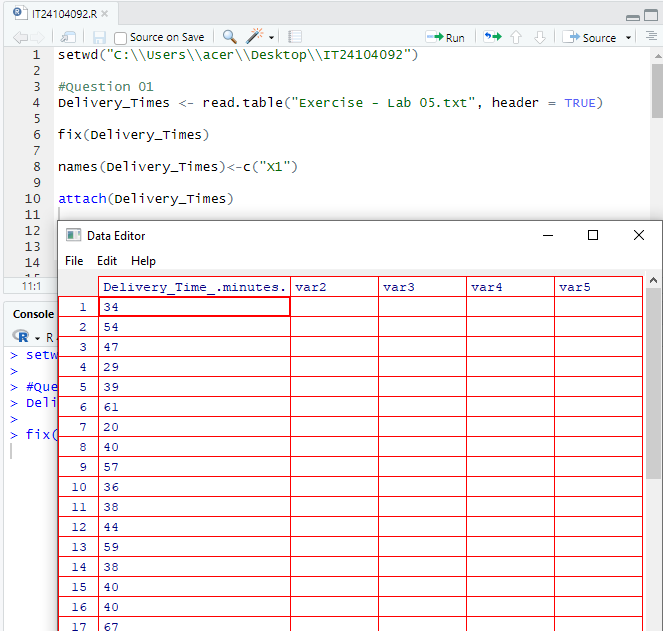 IT24104092.R
Source on Save
Run
Source
1 setwd("C:\\Users\\acer\\Desktop\\IT24104092")
2
3 #Question 01
4 Delivery_Times <- read.table("Exercise - Lab 05.txt", header = TRUE)
5
6 fix(Delivery_Times)
7
8 names(Delivery_Times)<-c("X1")
9
10 attach(Delivery_Times)
11
12
13
14
11:1
Console
R
> setw
>
> #Que
> Deli
>
> fix(
Data Editor
File Edit Help
Delivery_Time_.minutes. var2 var3 var4 var5
1 34
2 54
3 47
4 29
5 39
6 61
7 20
8 40
9 57
10 36
11 38
12 44
13 59
14 38
15 40
16 40
17 67